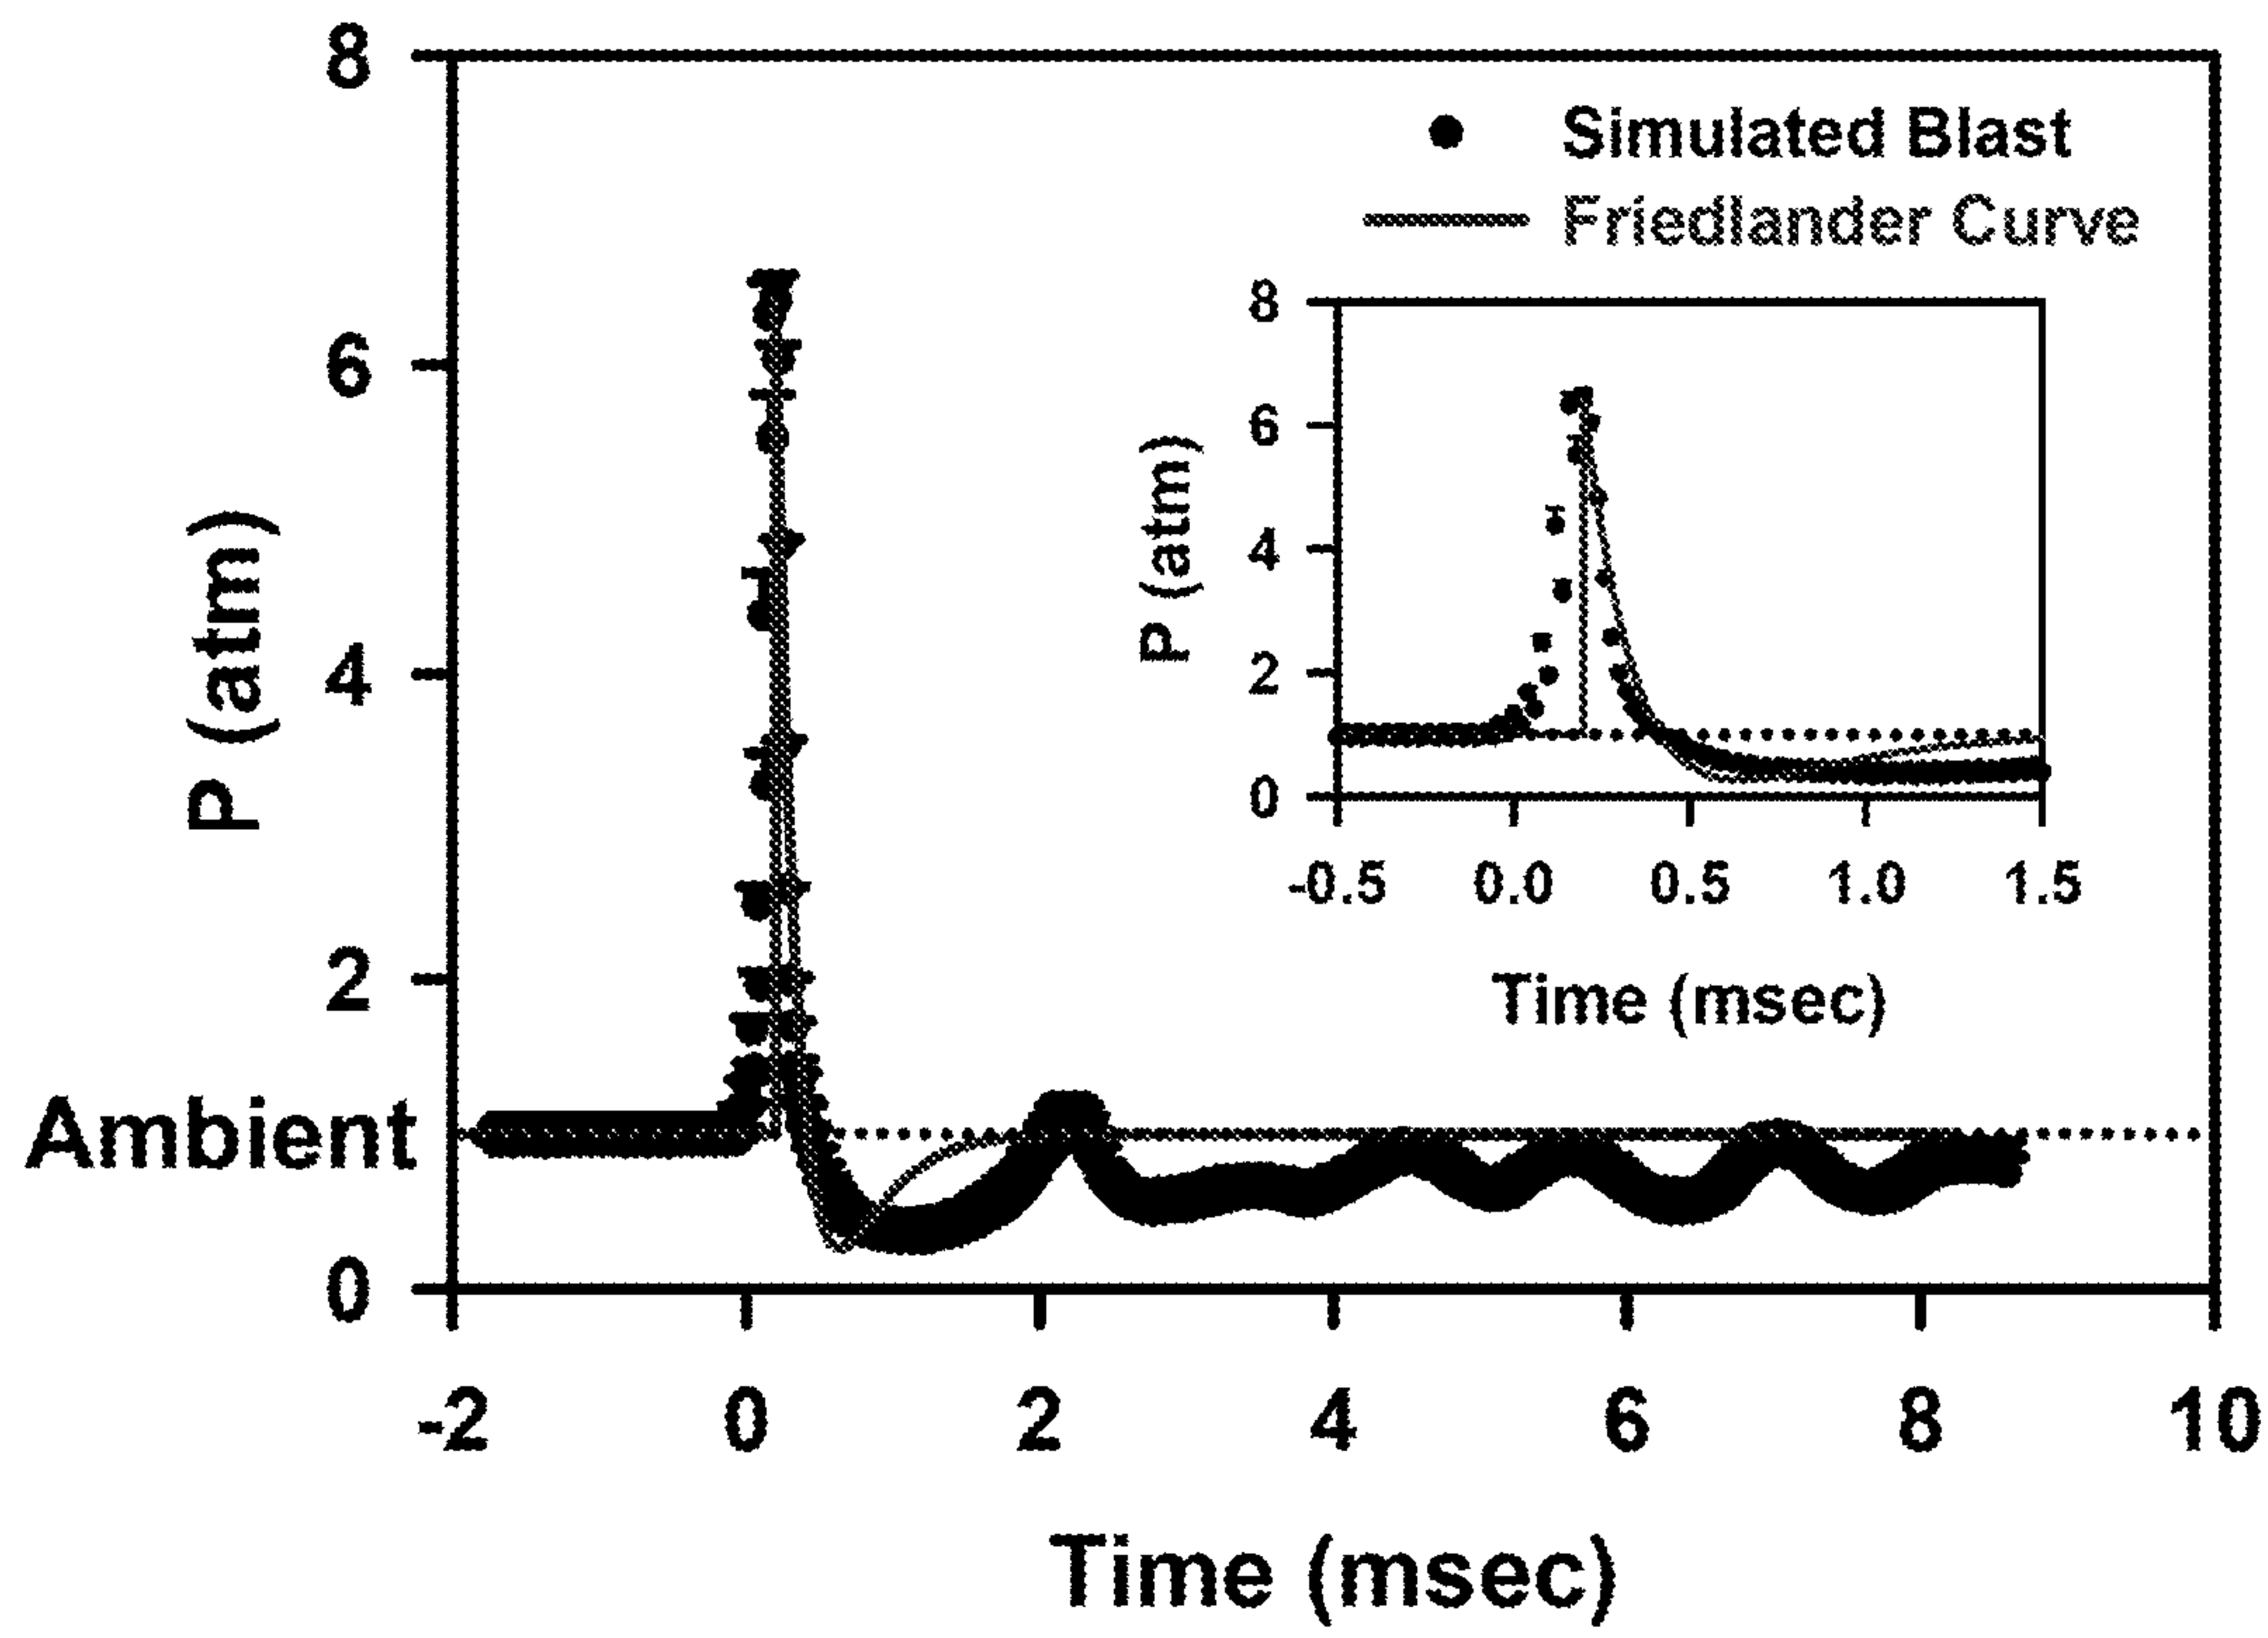 8
6
4
2
Ambient
0
P (atm)
-2 0 2 4 6 8 10
Time (msec)
Simulated Blast
Friedlander Curve
8
6
4
2
0
P (atm)
-0.5 0.0 0.5 1.0 1.5
Time (msec)